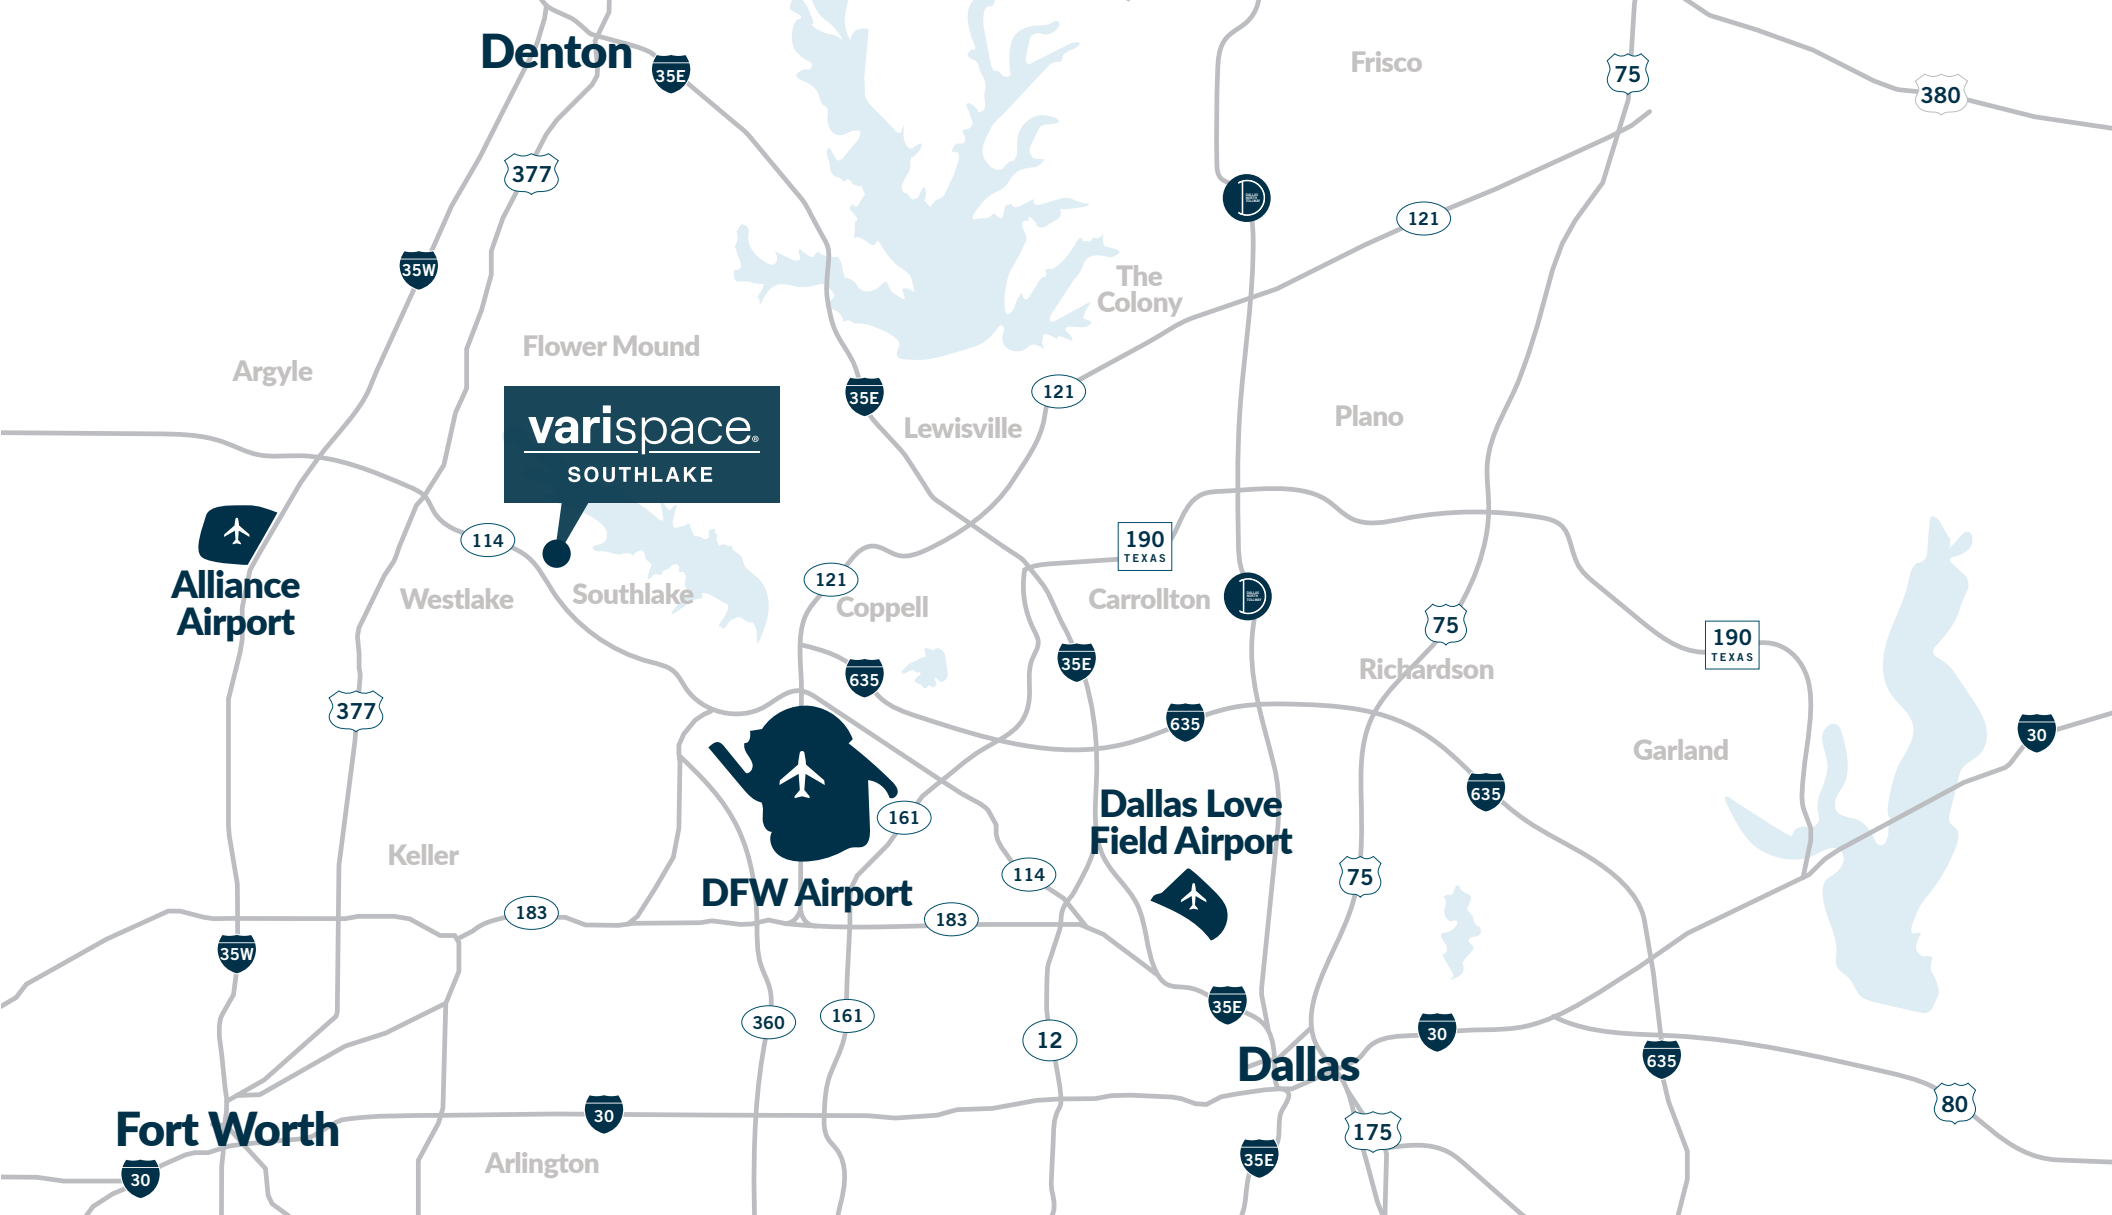 Denton
35E
Frisco
75
380
377
121
35W
The
Colony
Flower Mound
Argyle
35E
121
varispace®
SOUTHLAKE
Lewisville
Plano
114
190
TEXAS
Alliance
Airport
Westlake
Southlake
121
Coppell
Carrollton
75
190
TEXAS
35E
635
Richardson
377
635
30
Garland
635
Dallas Love
Field Airport
161
Keller
114
75
DFW Airport
183
183
35W
35E
360
161
12
30
635
Dallas
80
Fort Worth
30
175
35E
Arlington
30